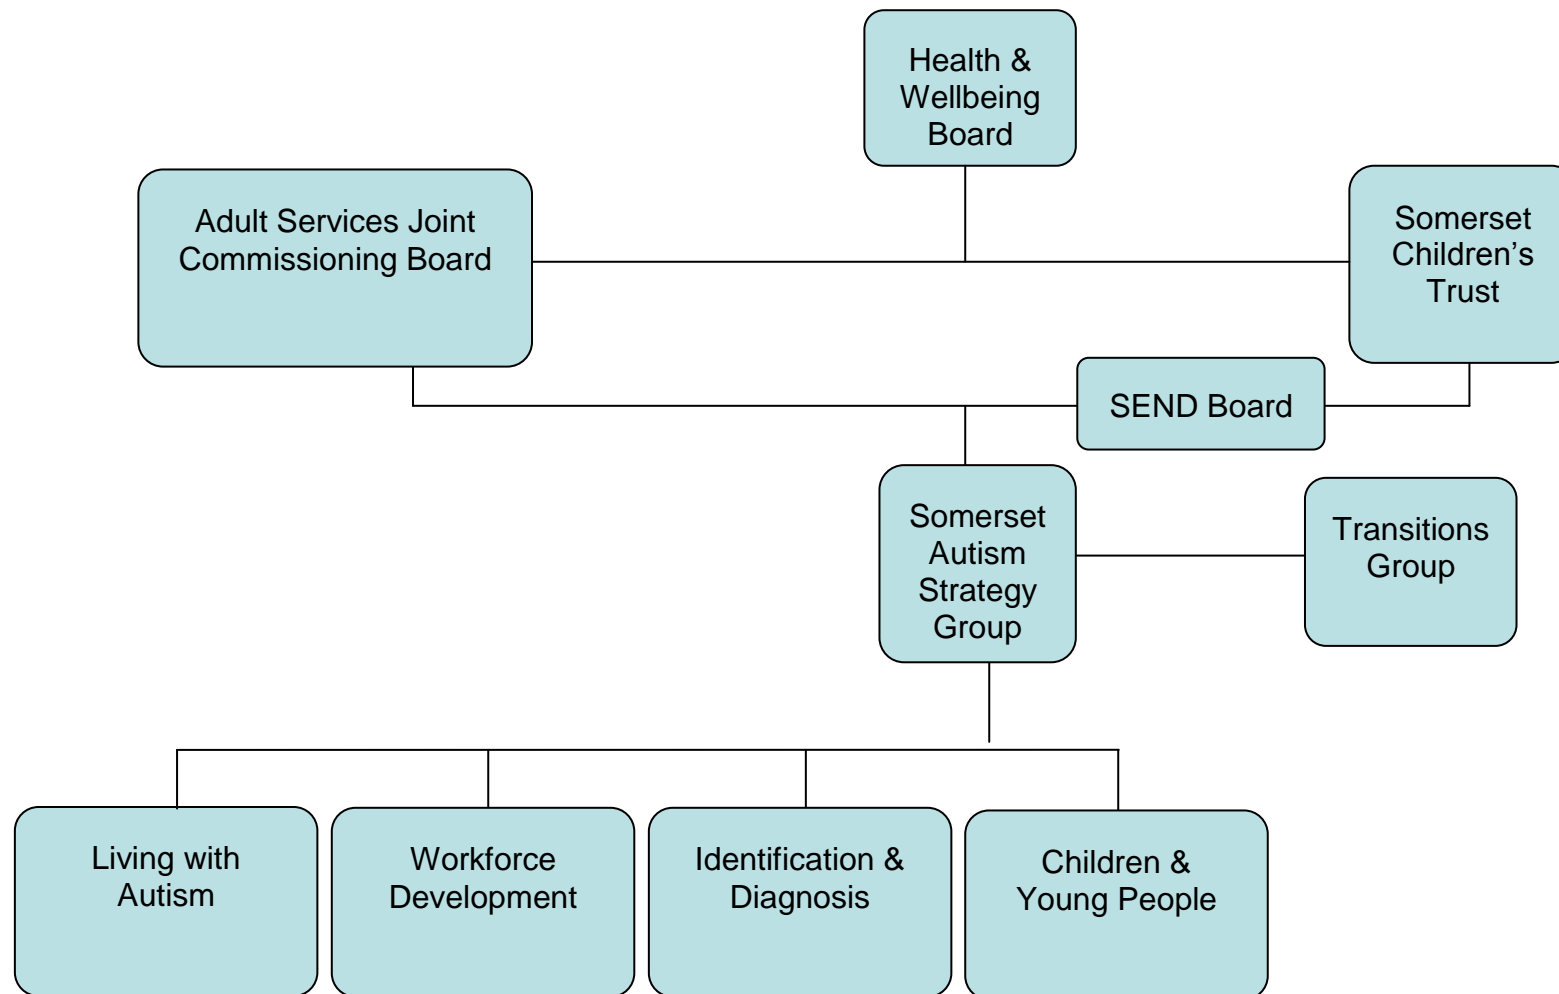 Health &
Wellbeing
Board
Adult Services Joint
Commissioning Board
Somerset
Children’s
Trust
SEND Board
Somerset
Autism
Strategy
Group
Transitions
Group
Living with
Autism
Workforce
Development
Identification &
Diagnosis
Children &
Young People